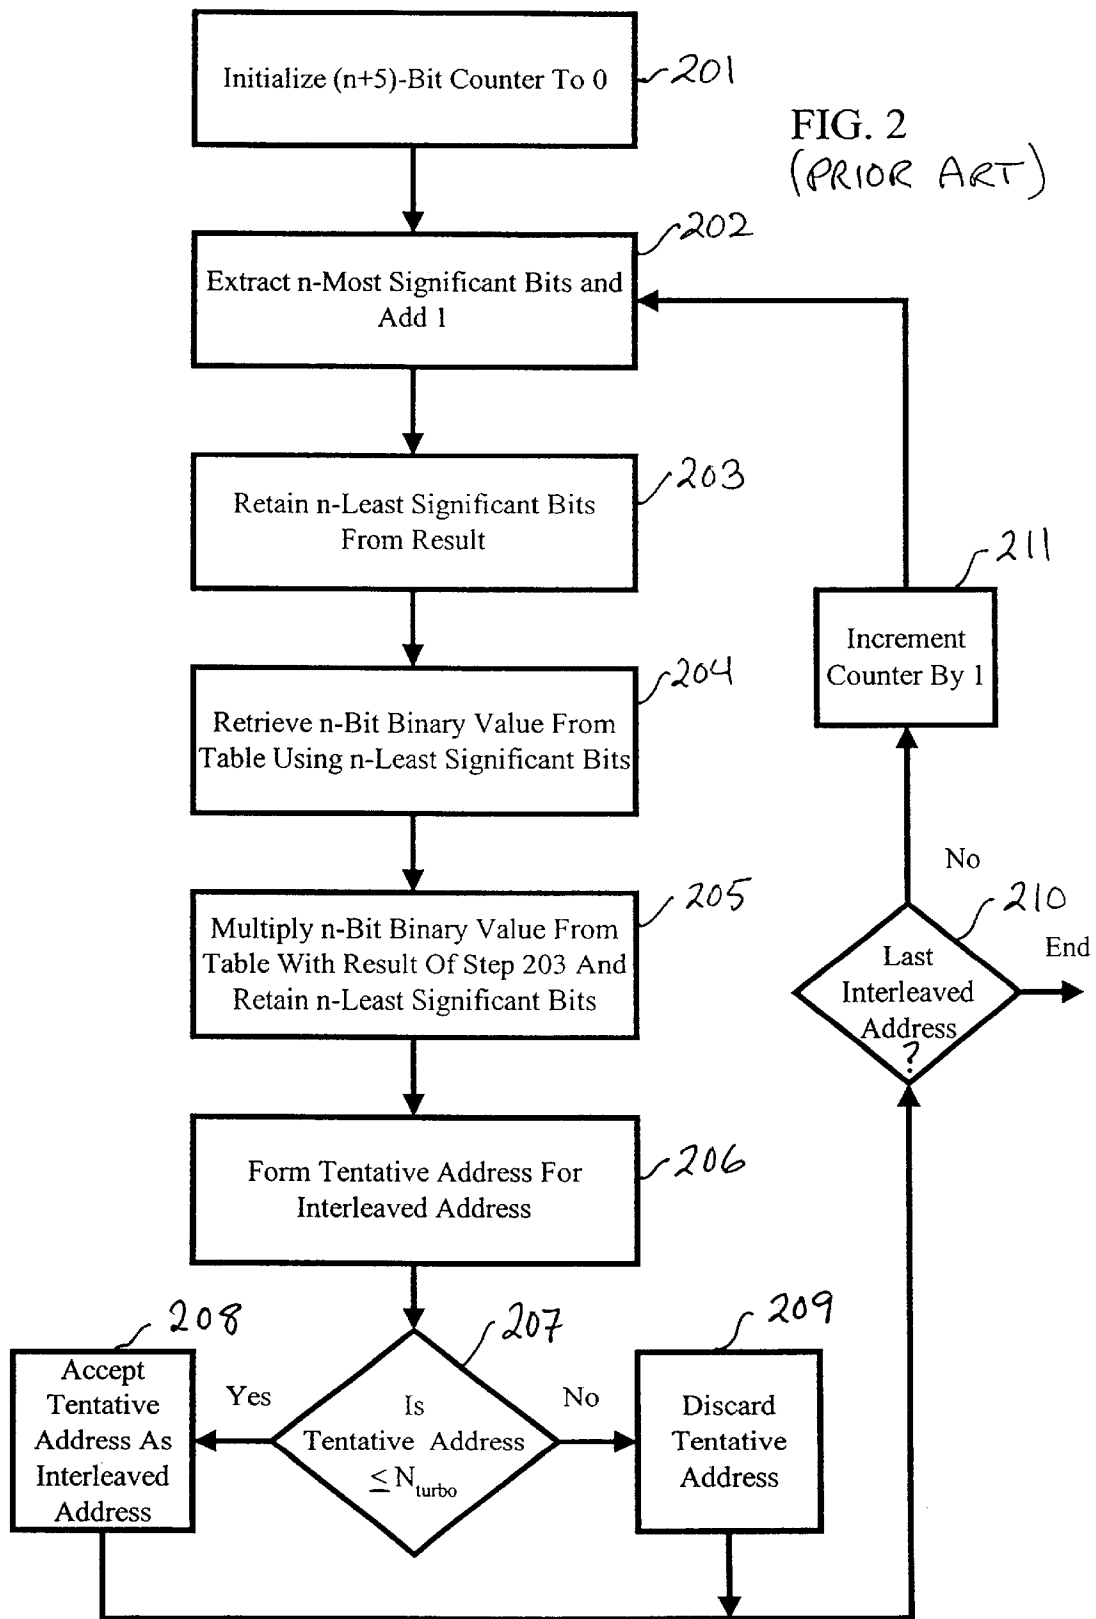 Initialize (n+5)-Bit Counter To 0
201
FIG. 2
(PRIOR ART)
202
Extract n-Most Significant Bits and
Add 1
203
Retain n-Least Significant Bits
From Result
211
Increment
Counter By 1
204
Retrieve n-Bit Binary Value From
Table Using n-Least Significant Bits
No
205
Multiply n-Bit Binary Value From
Table With Result Of Step 203 And
Retain n-Least Significant Bits
210
End
Last
Interleaved
Address
?
206
Form Tentative Address For
Interleaved Address
208
Accept
Tentative
Address As
Interleaved
Address
Yes
207
Is
Tentative Address
≤ Nturbo
No
209
Discard
Tentative
Address